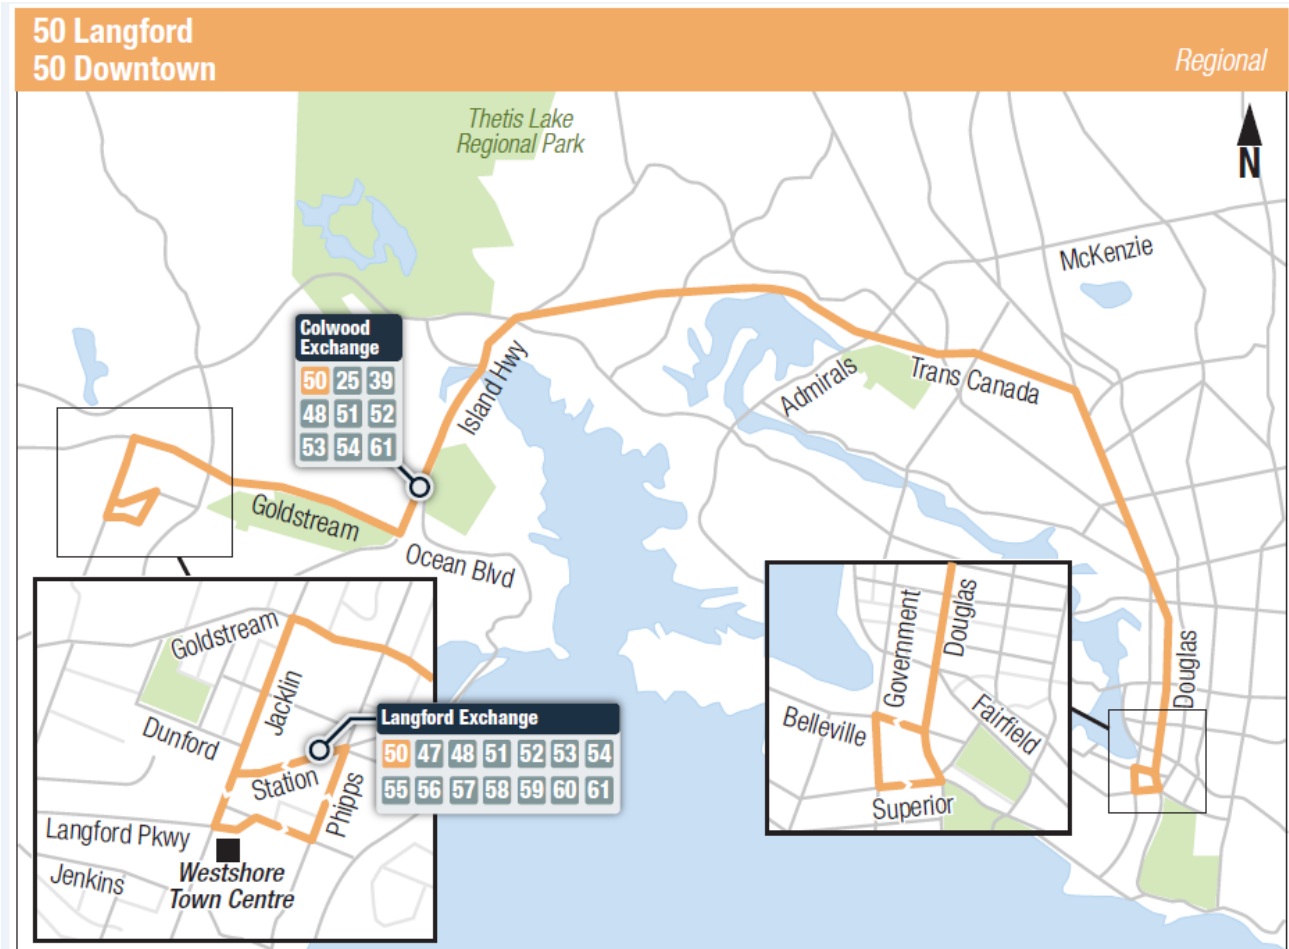 50 Langford
50 Downtown
Regional
Thetis Lake
Regional Park
N
McKenzie
Colwood
Exchange
50 25 39
48 51 52
53 54 61
Island Hwy
Admirals
Trans Canada
Goldstream
Ocean Blvd
Douglas
Goldstream
Jacklin
Dunford
Station
Phipps
Langford Pkwy
Jenkins
Westshore
Town Centre
Langford Exchange
50 47 48 51 52 53 54
55 56 57 58 59 60 61
Government
Douglas
Belleville
Fairfield
Superior